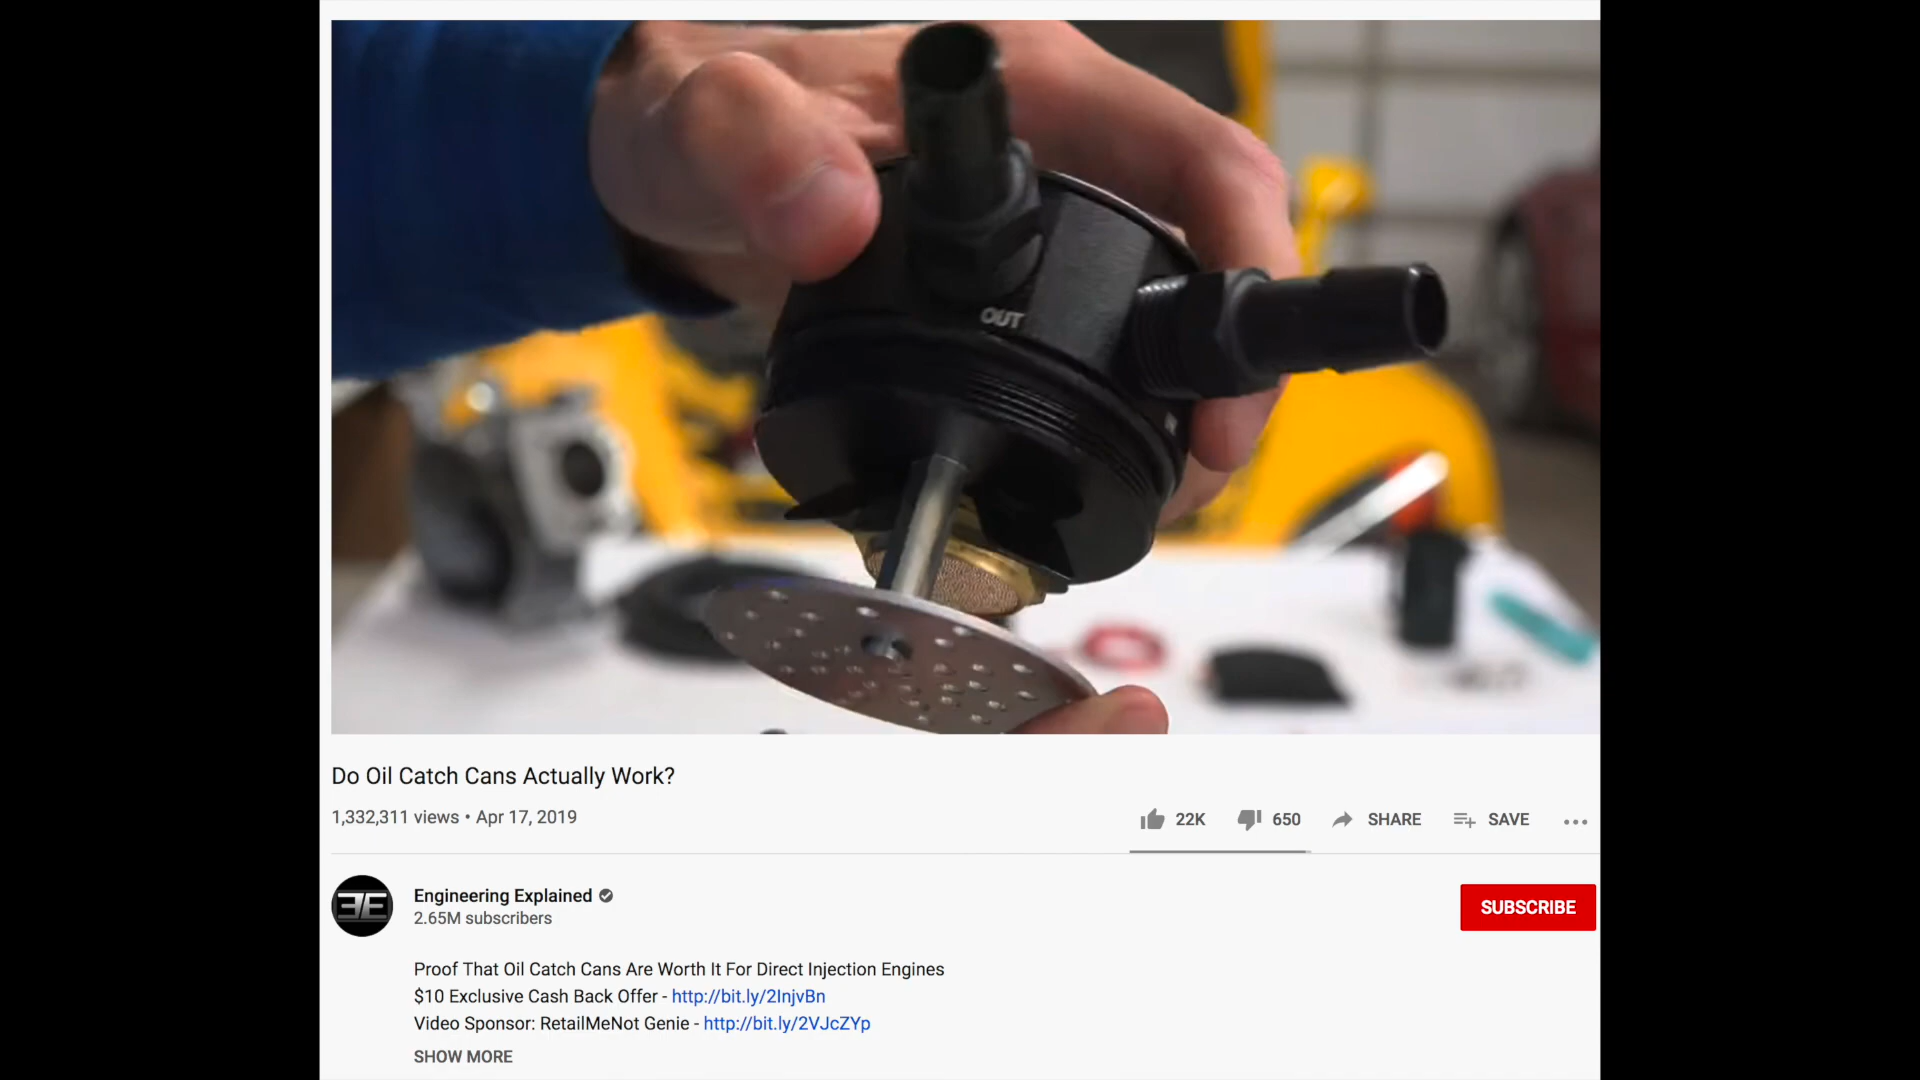 OUT
Do Oil Catch Cans Actually Work?
1,332,311 views • Apr 17, 2019
22K 650 SHARE SAVE
Engineering Explained
2.65M subscribers
SUBSCRIBE
Proof That Oil Catch Cans Are Worth It For Direct Injection Engines
$10 Exclusive Cash Back Offer - http://bit.ly/2InjvBn
Video Sponsor: RetailMeNot Genie - http://bit.ly/2VJcZYp
SHOW MORE